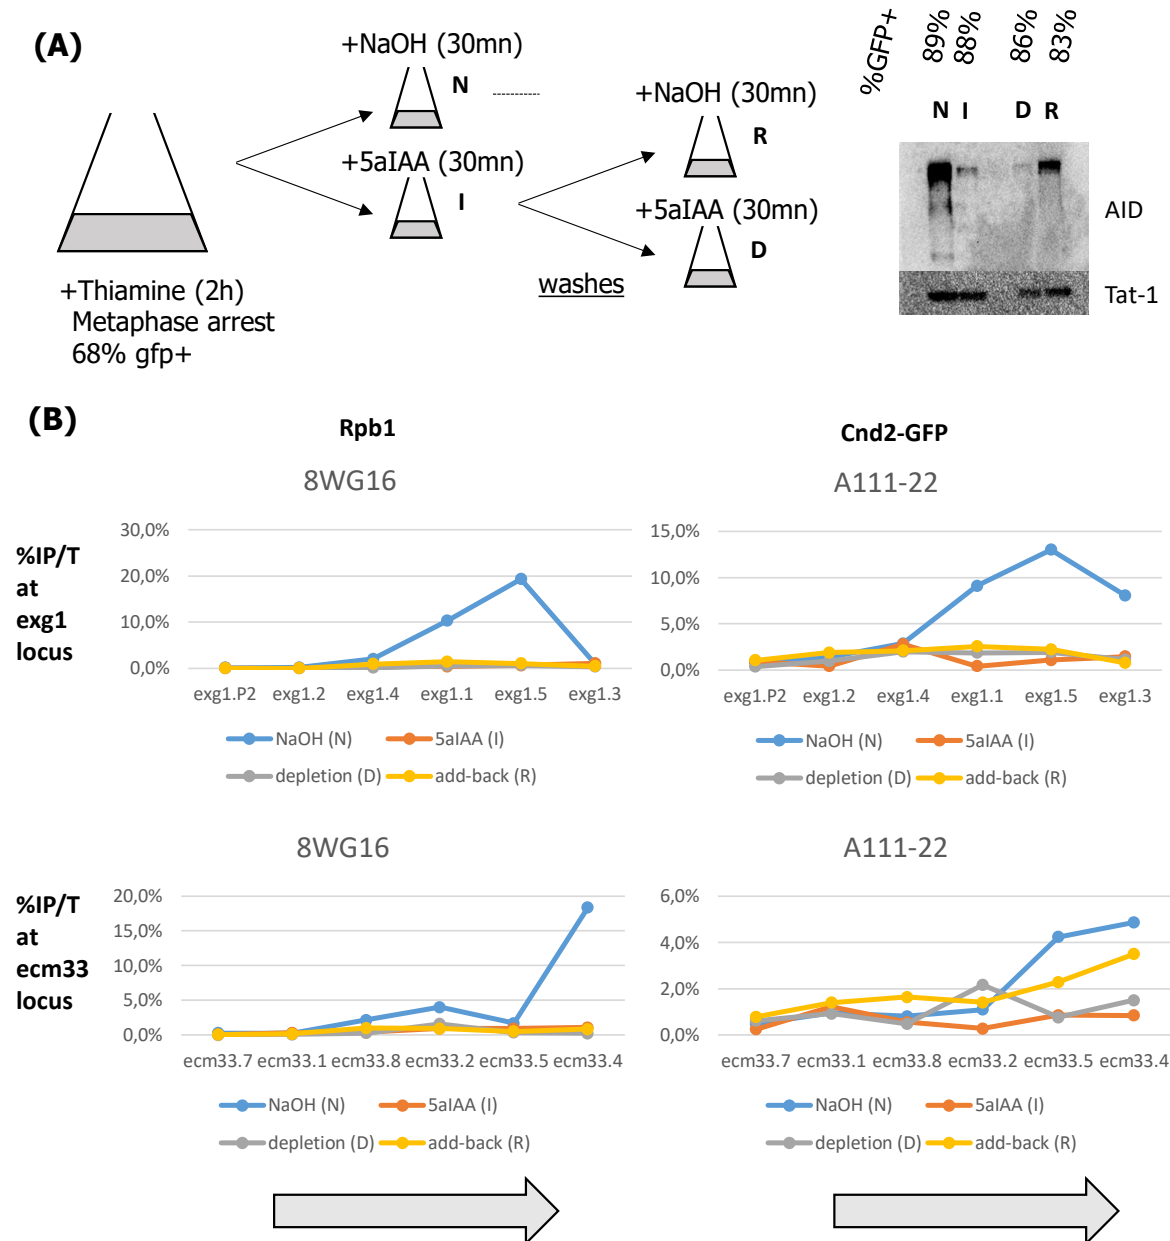 (A)
+NaOH (30mn)
N
+5aIAA (30mn)
I
+NaOH (30mn)
R
+5aIAA (30mn)
D
washes
+Thiamine (2h)
Metaphase arrest
68% gfp+
%GFP+ 89% 88% 86% 83%
N I D R
AID
Tat-1
(B)
Rpb1
Cnd2-GFP
8WG16
%IP/T
at
exg1
locus
30,0%
20,0%
10,0%
0,0%
exg1.P2 exg1.2 exg1.4 exg1.1 exg1.5 exg1.3
NaOH (N) 5aIAA (I)
depletion (D) add-back (R)
A111-22
15,0%
10,0%
5,0%
0,0%
exg1.P2 exg1.2 exg1.4 exg1.1 exg1.5 exg1.3
NaOH (N) 5aIAA (I)
depletion (D) add-back (R)
8WG16
%IP/T
at
ecm33
locus
20,0%
15,0%
10,0%
5,0%
0,0%
ecm33.7 ecm33.1 ecm33.8 ecm33.2 ecm33.5 ecm33.4
NaOH (N) 5aIAA (I)
depletion (D) add-back (R)
A111-22
6,0%
4,0%
2,0%
0,0%
ecm33.7 ecm33.1 ecm33.8 ecm33.2 ecm33.5 ecm33.4
NaOH (N) 5aIAA (I)
depletion (D) add-back (R)